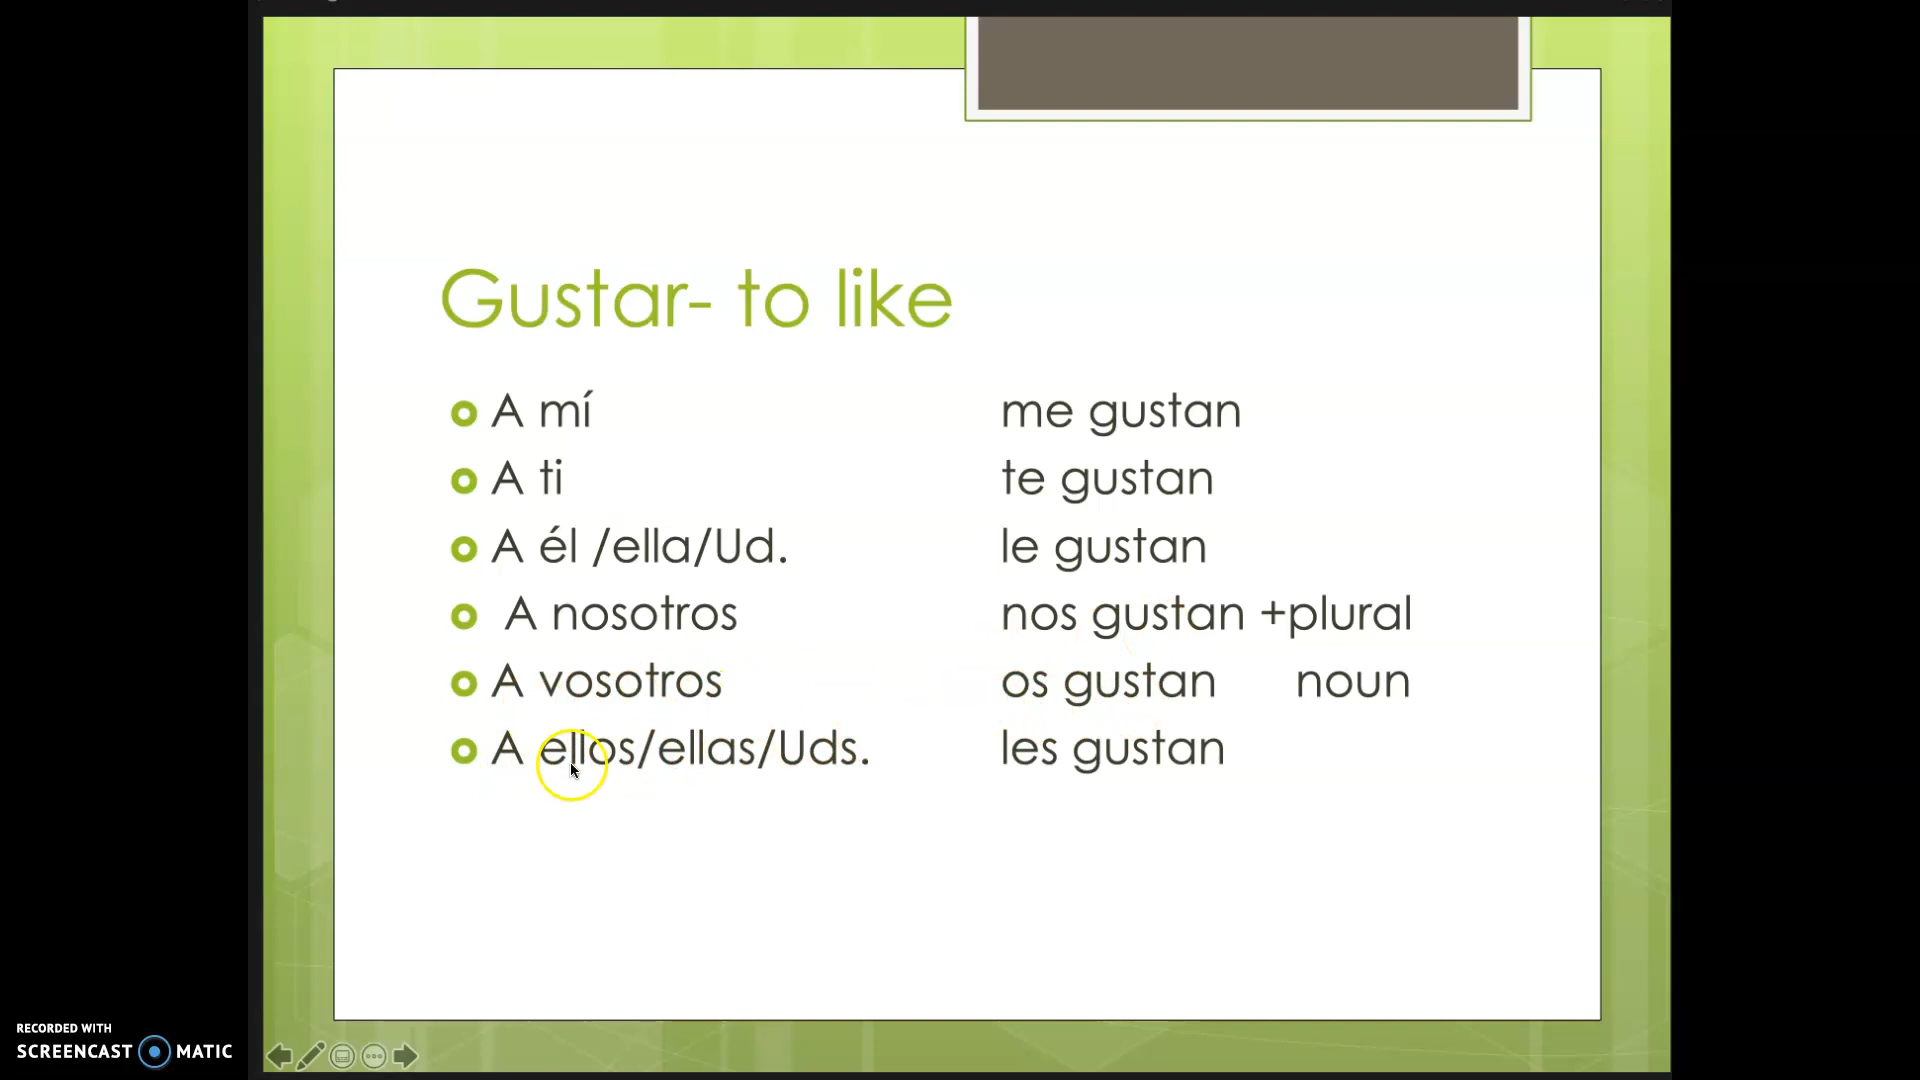 Gustar- to like
A mí me gustan
A ti te gustan
A él /ella/Ud. le gustan
A nosotros nos gustan +plural
A vosotros os gustan noun
A ellos/ellas/Uds. les gustan
RECORDED WITH
SCREENCAST MATIC